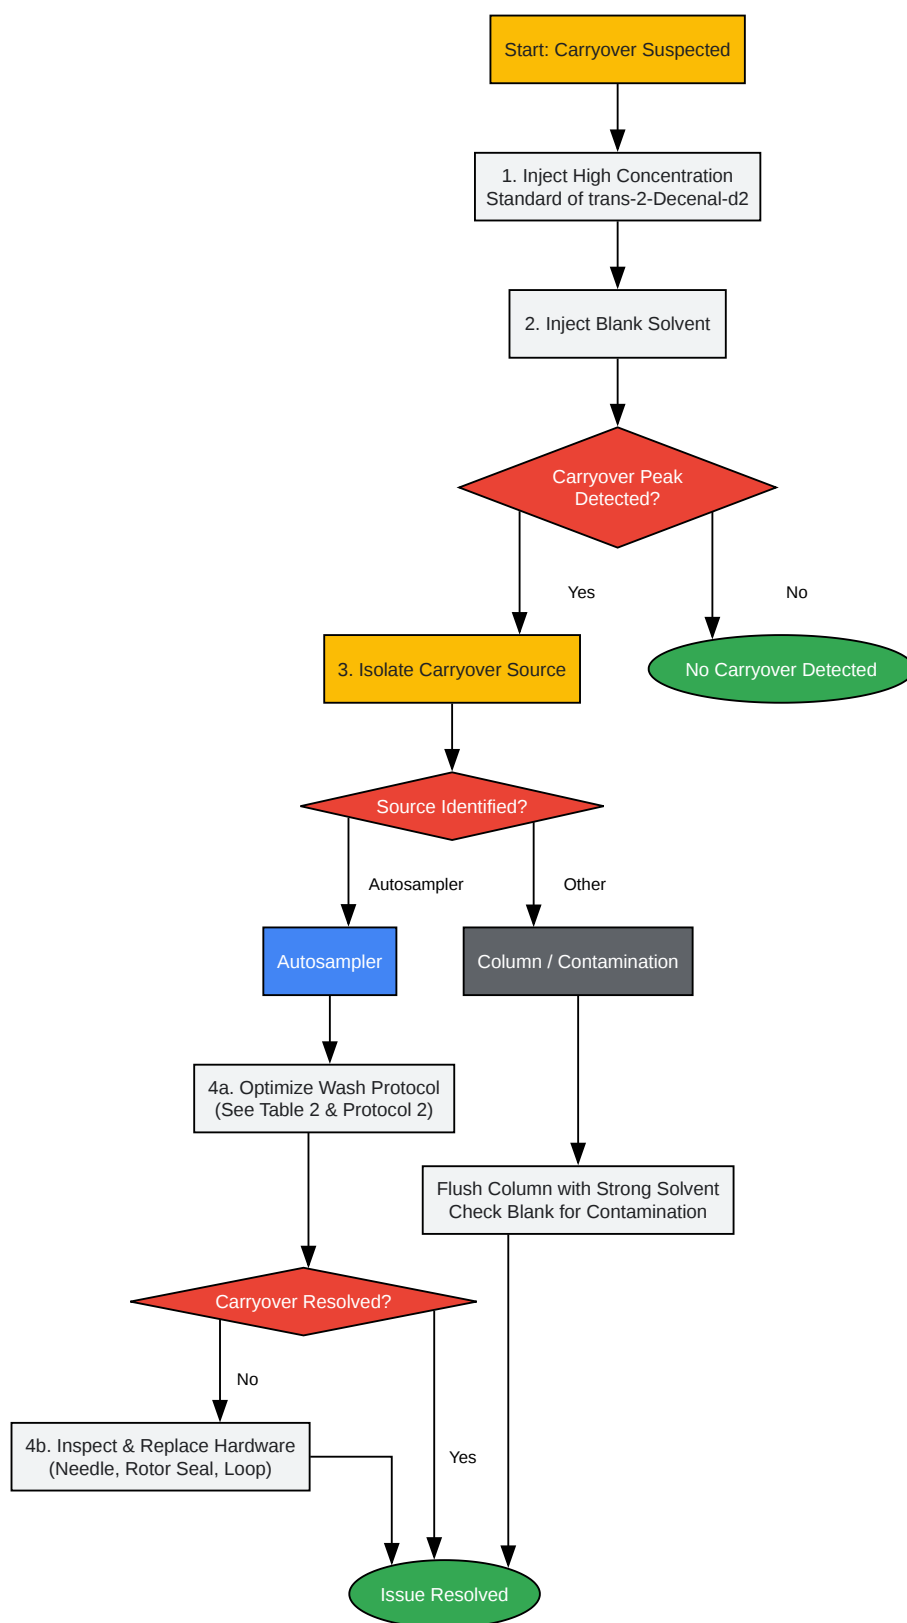 Start: Carryover Suspected
1. Inject High Concentration
Standard of trans-2-Decenal-d2
2. Inject Blank Solvent
Carryover Peak
Detected?
Yes
No
3. Isolate Carryover Source
No Carryover Detected
Source Identified?
Autosampler
Other
Autosampler
Column / Contamination
4a. Optimize Wash Protocol
(See Table 2 & Protocol 2)
Flush Column with Strong Solvent
Check Blank for Contamination
Carryover Resolved?
No
4b. Inspect & Replace Hardware
(Needle, Rotor Seal, Loop)
Yes
Issue Resolved